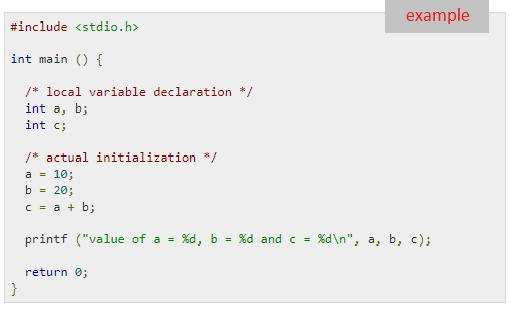 example
#include <stdio.h>
int main () {
/* local variable declaration */
int a, b;
int c;
/* actual initialization */
a = 10;
b = 20;
c = a + b;
printf ("value of a = %d, b = %d and c = %d\n", a, b, c);
return 0;
}